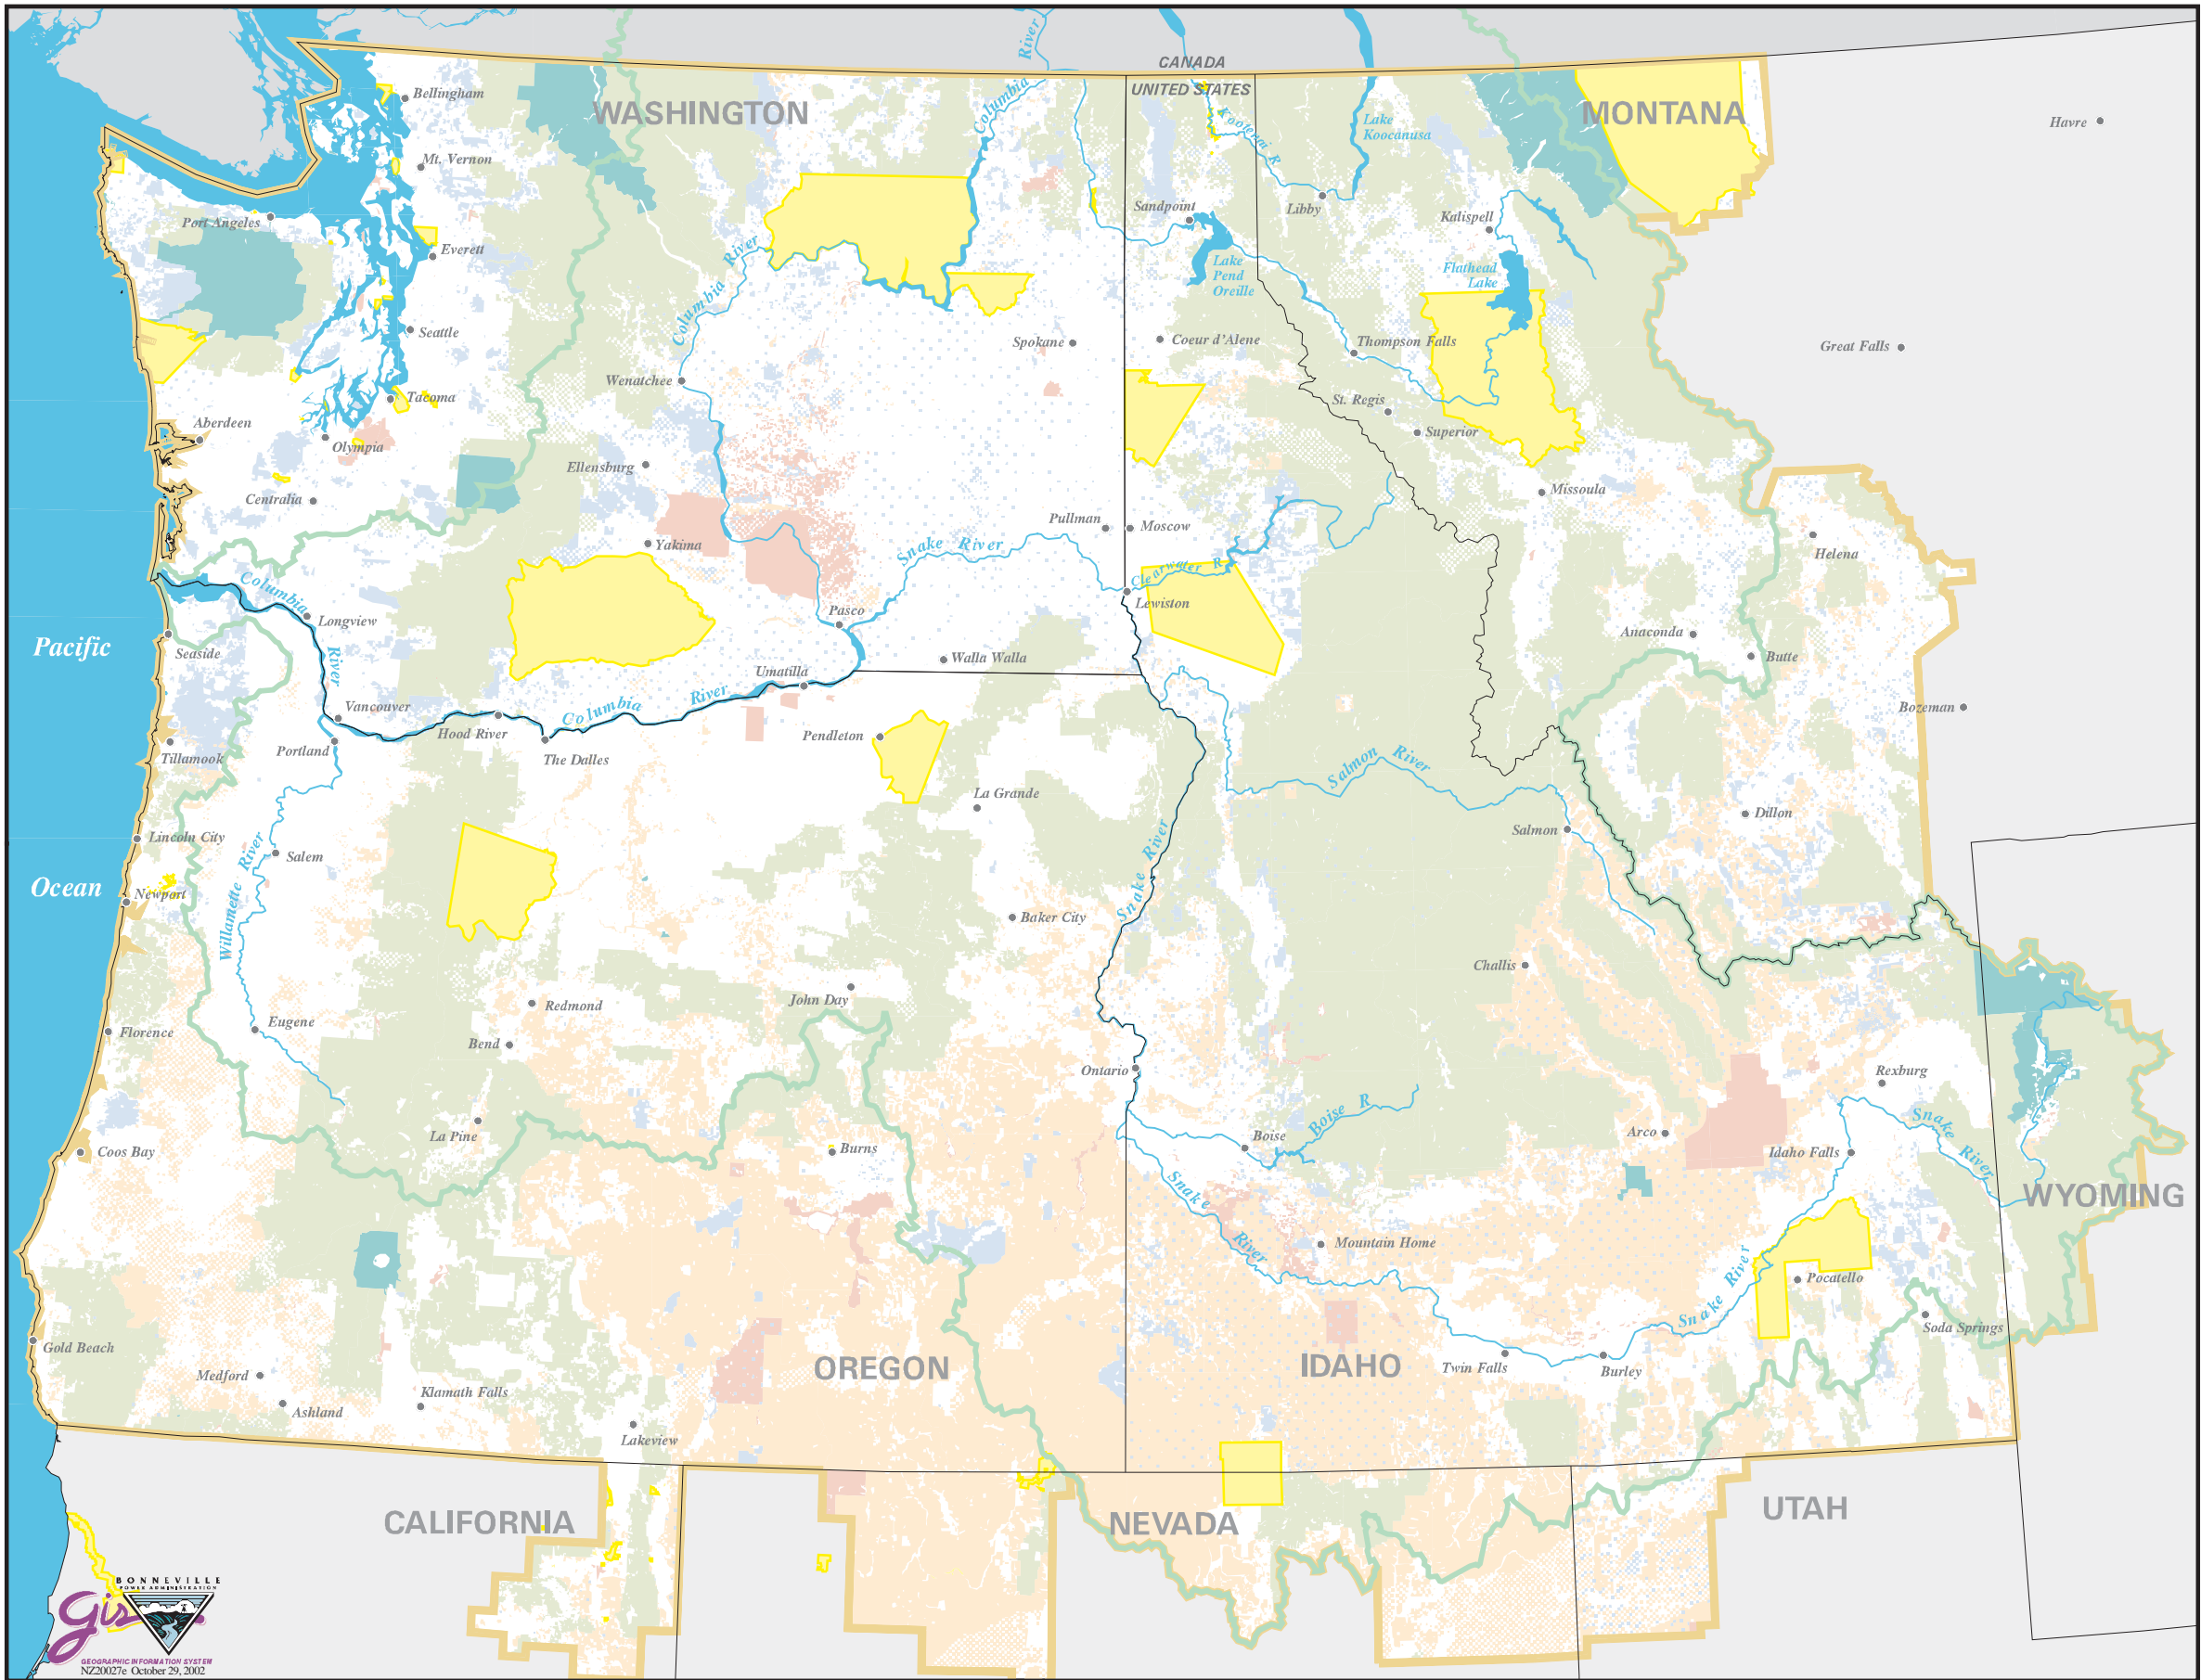 River
CANADA
UNITED STATES
WASHINGTON
MONTANA
Columbia
Kootenai R
Lake
Koocanusa
Havre
Bellingham
Mt. Vernon
Port Angeles
Everett
Sandpoint
Libby
Kalispell
Columbia
River
Lake
Pend
Oreille
Flathead
Lake
Seattle
Spokane
Coeur d'Alene
Thompson Falls
Great Falls
Wenatchee
Tacoma
St. Regis
Superior
Aberdeen
Olympia
Ellensburg
Centralia
Missoula
Pullman
Moscow
Yakima
Snake River
Helena
Clearwater R
Columbia
River
Longview
Pasco
Lewiston
Pacific
Seaside
Walla Walla
Anaconda
Butte
Umatilla
Vancouver
Columbia
River
Bozeman
Hood River
Portland
The Dalles
Pendleton
Tillamook
Salmon River
La Grande
Dillon
Lincoln City
Salem
Salmon
Willamette River
Snake River
Ocean
Newport
Baker City
Challis
Redmond
John Day
Florence
Eugene
Bend
Ontario
Rexburg
La Pine
Boise R
Boise
Snake
River
Arco
Idaho Falls
Coos Bay
Burns
WYOMING
Snake
River
Mountain Home
Pocatello
Snake River
Soda Springs
Gold Beach
OREGON
IDAHO
Medford
Twin Falls
Burley
Klamath Falls
Ashland
Lakeview
CALIFORNIA
NEVADA
UTAH
BONNEVILLE
POWER ADMINISTRATION
Gis
GEOGRAPHIC INFORMATION SYSTEM
NZ20027e October 29, 2002